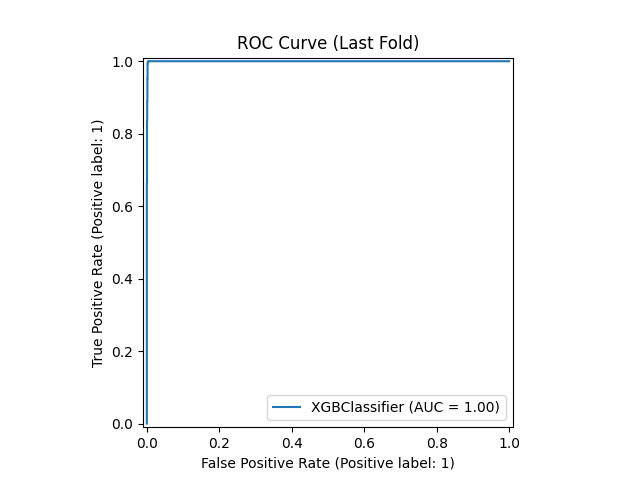 ROC Curve (Last Fold)
True Positive Rate (Positive label: 1)
1.0
0.8
0.6
0.4
0.2
0.0
XGBClassifier (AUC = 1.00)
0.0 0.2 0.4 0.6 0.8 1.0
False Positive Rate (Positive label: 1)